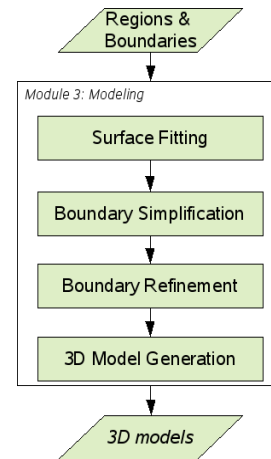 Regions &
Boundaries
Module 3: Modeling
Surface Fitting
Boundary Simplification
Boundary Refinement
3D Model Generation
3D models